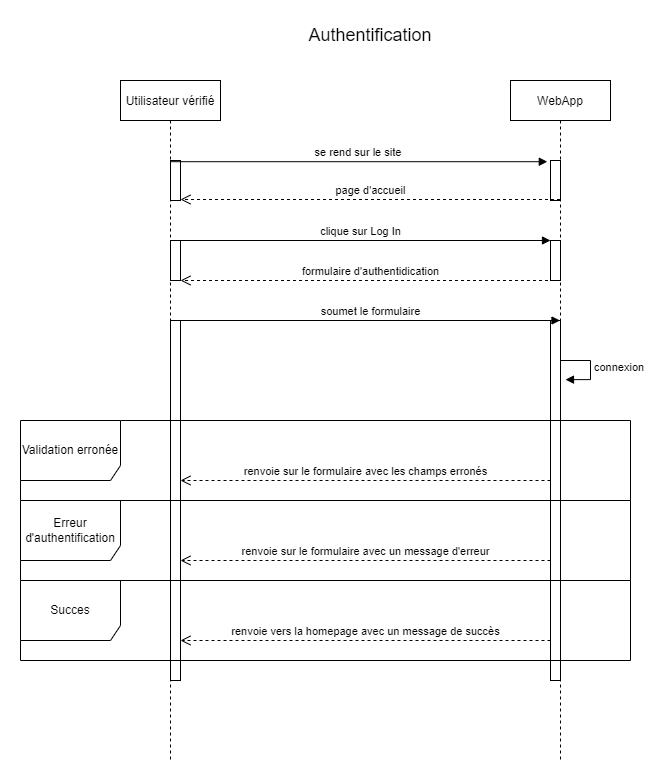 Authentification
Utilisateur vérifié
WebApp
se rend sur le site
page d'accueil
clique sur Log In
formulaire d'authentidication
soumet le formulaire
connexion
Validation erronée
renvoie sur le formulaire avec les champs erronés
Erreur
d'authentification
renvoie sur le formulaire avec un message d'erreur
Succes
renvoie vers la homepage avec un message de succès